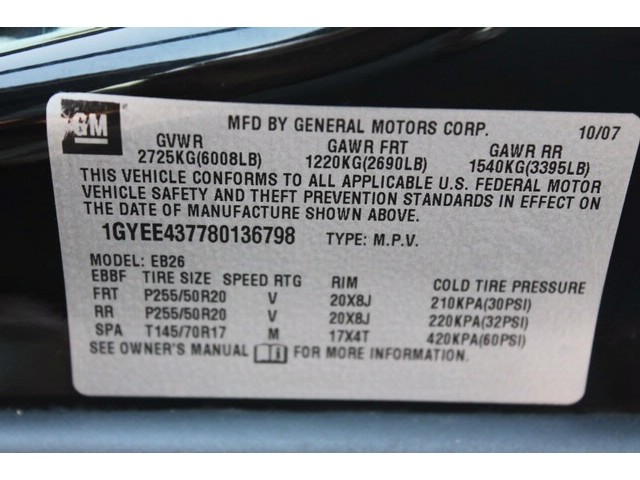 GM
MFD BY GENERAL MOTORS CORP. 10/07
GVWR GAWR FRT GAWR RR
2725KG(6008LB) 1220KG(2690LB) 1540KG(3395LB)
THIS VEHICLE CONFORMS TO ALL APPLICABLE U.S. FEDERAL MOTOR
VEHICLE SAFETY AND THEFT PREVENTION STANDARDS IN EFFECT ON
THE DATE OF MANUFACTURE SHOWN ABOVE.
1GYEE437780136798 TYPE: M.P.V.
MODEL: EB26
EBBF TIRE SIZE SPEED RTG RIM COLD TIRE PRESSURE
FRT P255/50R20 V 20X8J 210KPA(30PSI)
RR P255/50R20 V 20X8J 220KPA(32PSI)
SPA T145/70R17 M 17X4T 420KPA(60PSI)
SEE OWNER'S MANUAL FOR MORE INFORMATION.